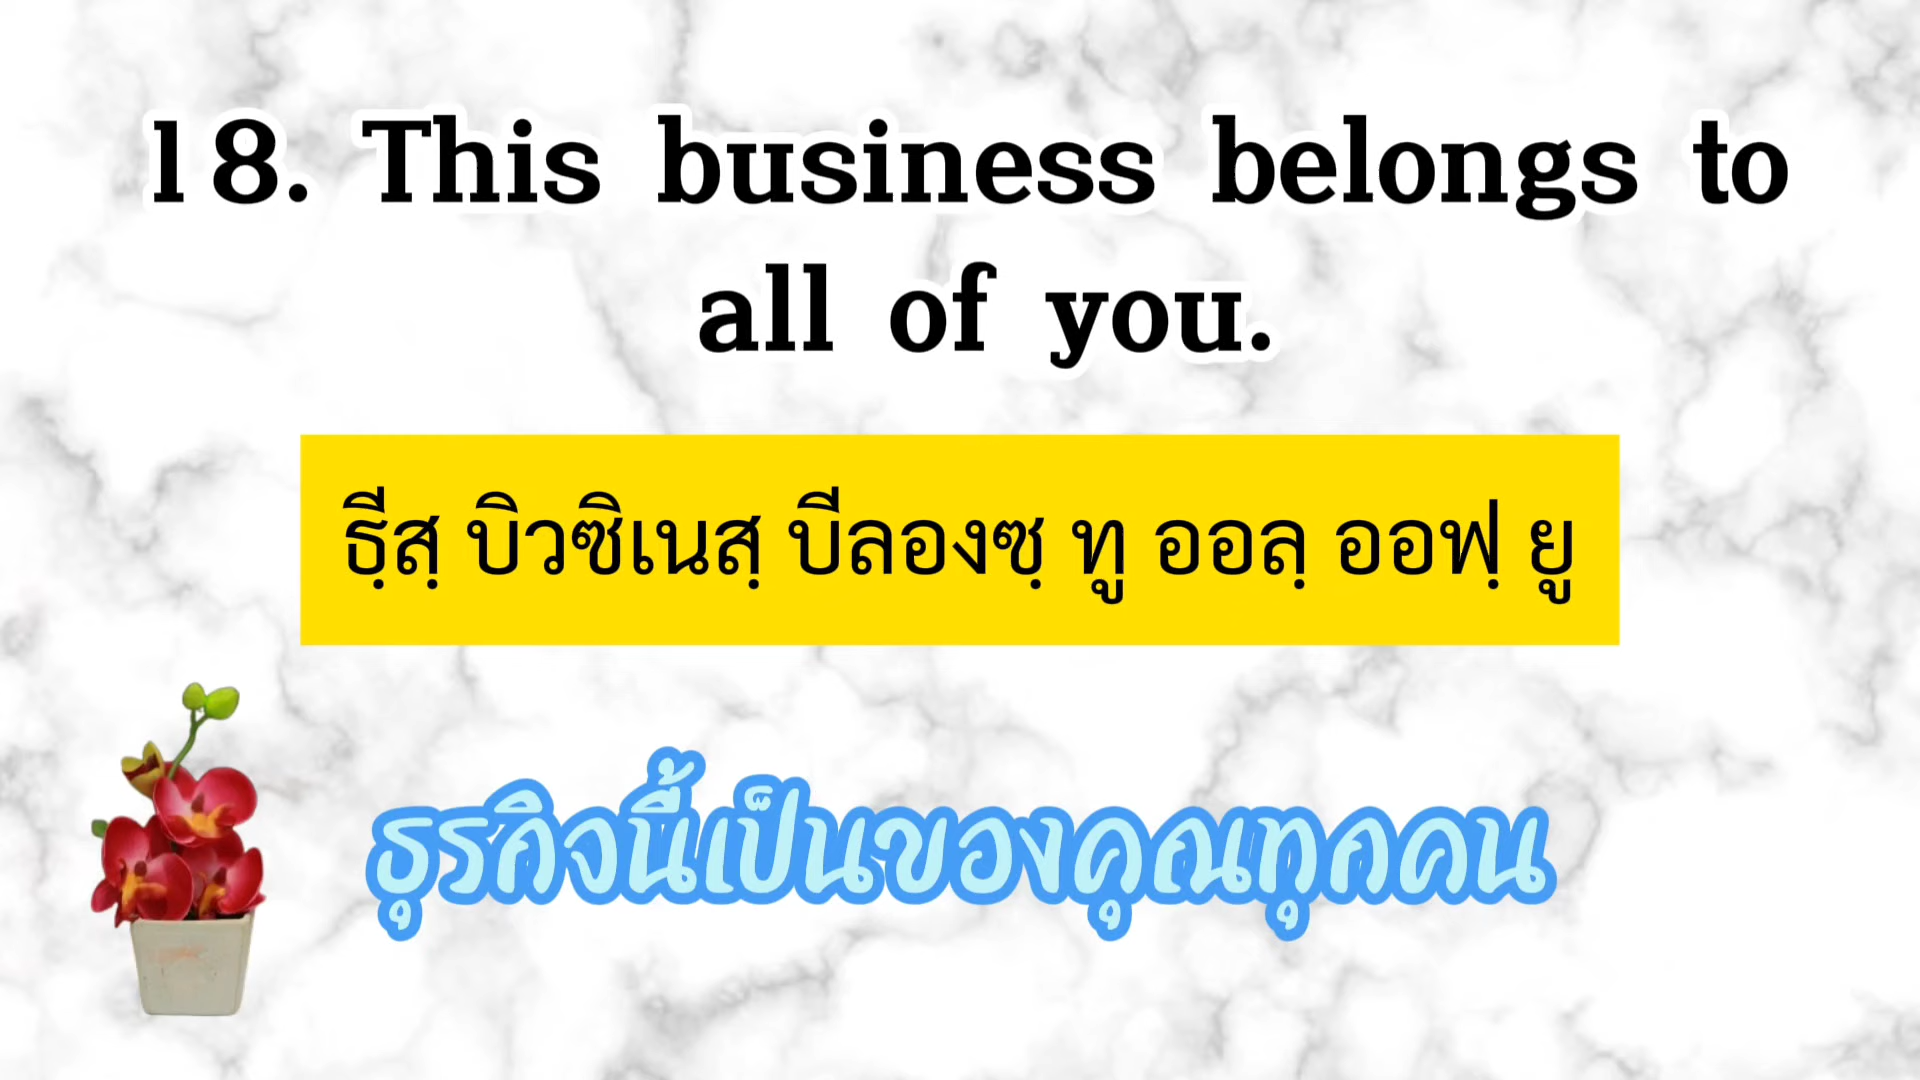 18. This business belongs to
all of you.
ธฺีสฺ บิวซิเนสฺ บีลองซฺ ทู ออลฺ ออฟฺ ยู
ธุรกิจนี้เป็นของคุณทุกคน